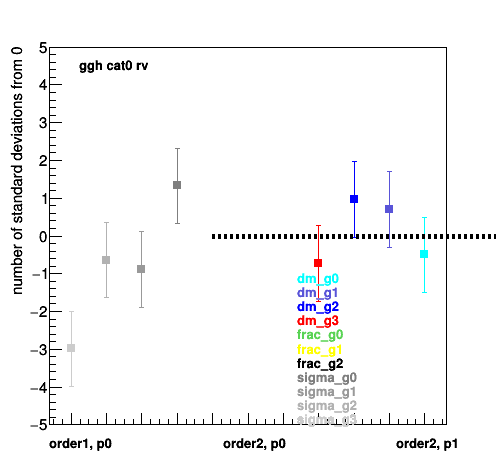 ggh cat0 rv
number of standard deviations from 0
5
4
3
2
1
0
−1
−2
−3
−4
−5
dm_g0
dm_g1
dm_g2
dm_g3
frac_g0
frac_g1
frac_g2
sigma_g0
sigma_g1
sigma_g2
sigma_g3
order1, p0
order2, p0
order2, p1